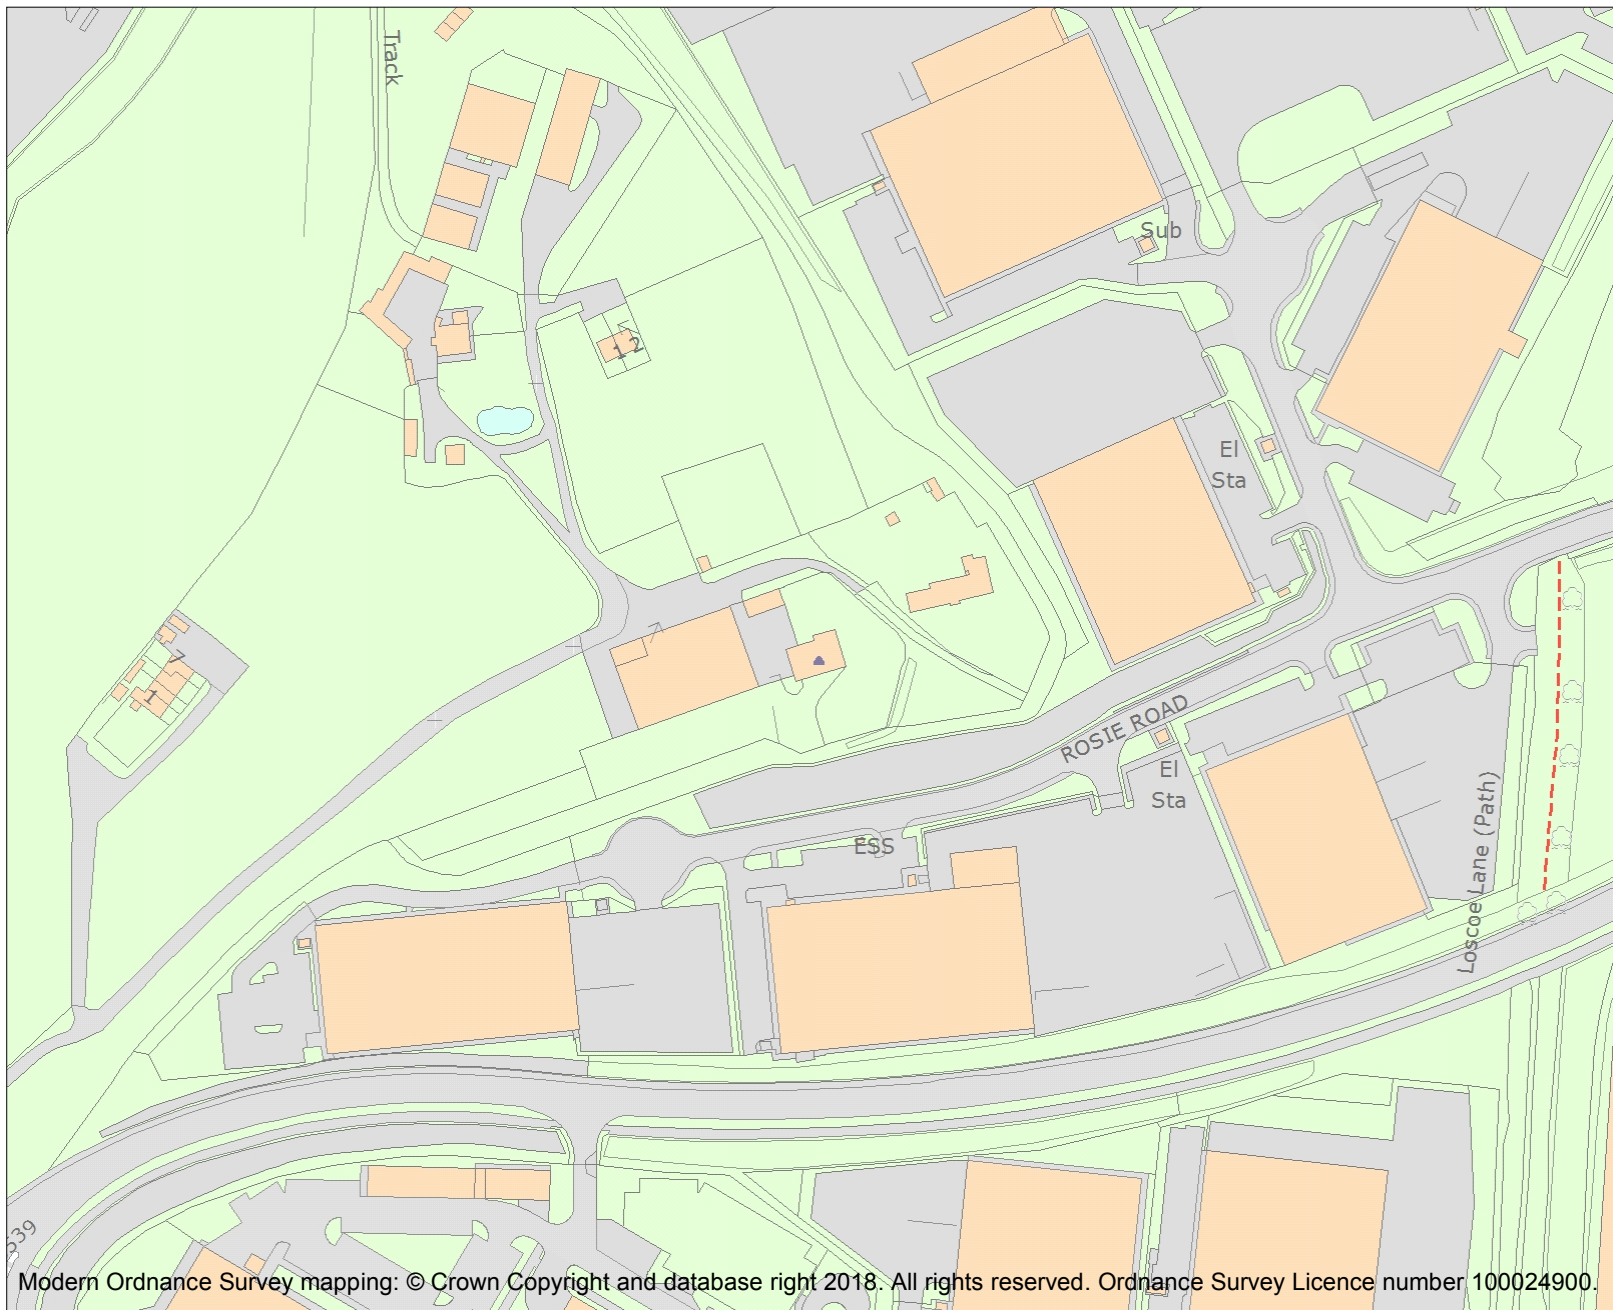 Track
Sub
1 2
El
Sta
7
1
ROSIE ROAD
El
Sta
ESS
Loscoe Lane (Path)
Modern Ordnance Survey mapping: © Crown Copyright and database right 2018. All rights reserved. Ordnance Survey Licence number 100024900.